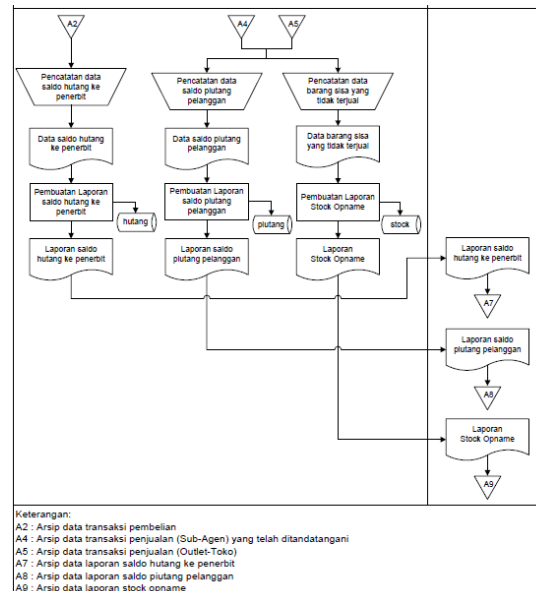 A2
A4
A5
Pencatatan data
saldo hutang ke
penerbit
Pencatatan data
saldo piutang
pelanggan
Pencatatan data
barang sisa yang
tidak terjual
Data saldo hutang
ke penerbit
Data saldo piutang
pelanggan
Data barang sisa
yang tidak terjual
Pembuatan Laporan
saldo hutang ke
penerbit
hutang
Pembuatan Laporan
saldo piutang
pelanggan
piutang
Pembuatan Laporan
Stock Opname
stock
Laporan saldo
hutang ke penerbit
Laporan saldo
piutang pelanggan
Laporan
Stock Opname
Laporan saldo
hutang ke penerbit
A7
Laporan saldo
piutang pelanggan
A8
Laporan
Stock Opname
A9
Keterangan:
A2 : Arsip data transaksi pembelian
A4 : Arsip data transaksi penjualan (Sub-Agen) yang telah ditandatangani
A5 : Arsip data transaksi penjualan (Outlet-Toko)
A7 : Arsip data laporan saldo hutang ke penerbit
A8 : Arsip data laporan saldo piutang pelanggan
A9 : Arsip data laporan stock opname